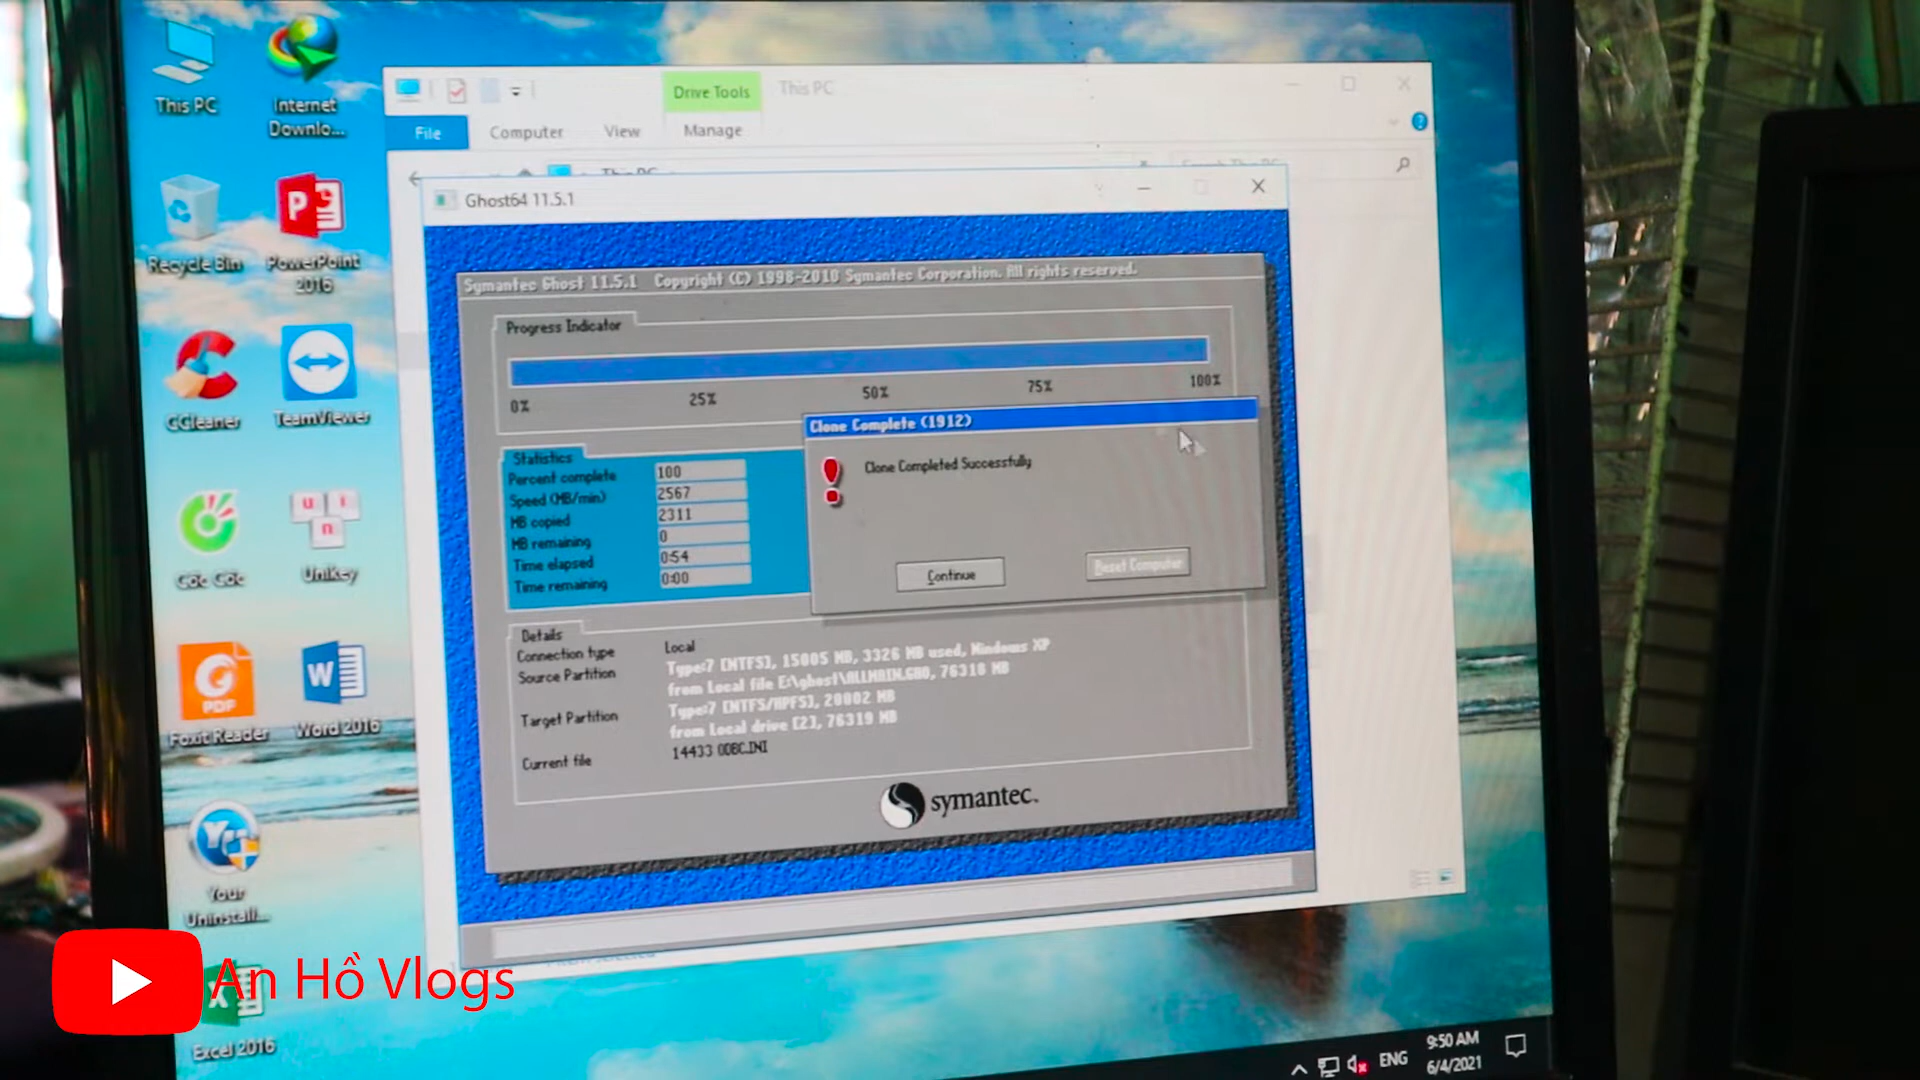 This PC
Internet
Downlo...
Recycle Bin
PowerPoint
2016
CCleaner
TeamViewer
Cốc Cốc
UniKey
Foxit Reader
Word 2016
Your
Uninstall...
Excel 2016
Drive Tools
This PC
File
Computer
View
Manage
This PC
Search This PC
Ghost64 11.5.1
Symantec Ghost 11.5.1 Copyright (C) 1998-2010 Symantec Corporation. All rights reserved.
Progress Indicator
0%
25%
50%
75%
100%
Statistics
Percent complete 100
Speed (MB/min) 2567
MB copied 2311
MB remaining 0
Time elapsed 0:54
Time remaining 0:00
Clone Complete (1912)
Clone Completed Successfully
Continue
Reset Computer
Details
Connection type Local
Source Partition Type:7 [NTFS], 15005 MB, 3326 MB used, Windows XP
from Local file E:\ghost\ALLMAIN.GHO, 76318 MB
Target Partition Type:7 [NTFS/HPFS], 20002 MB
from Local drive [2], 76319 MB
Current file 14433 ODBC.INI
symantec.
An Hồ Vlogs
ENG
9:50 AM
6/4/2021